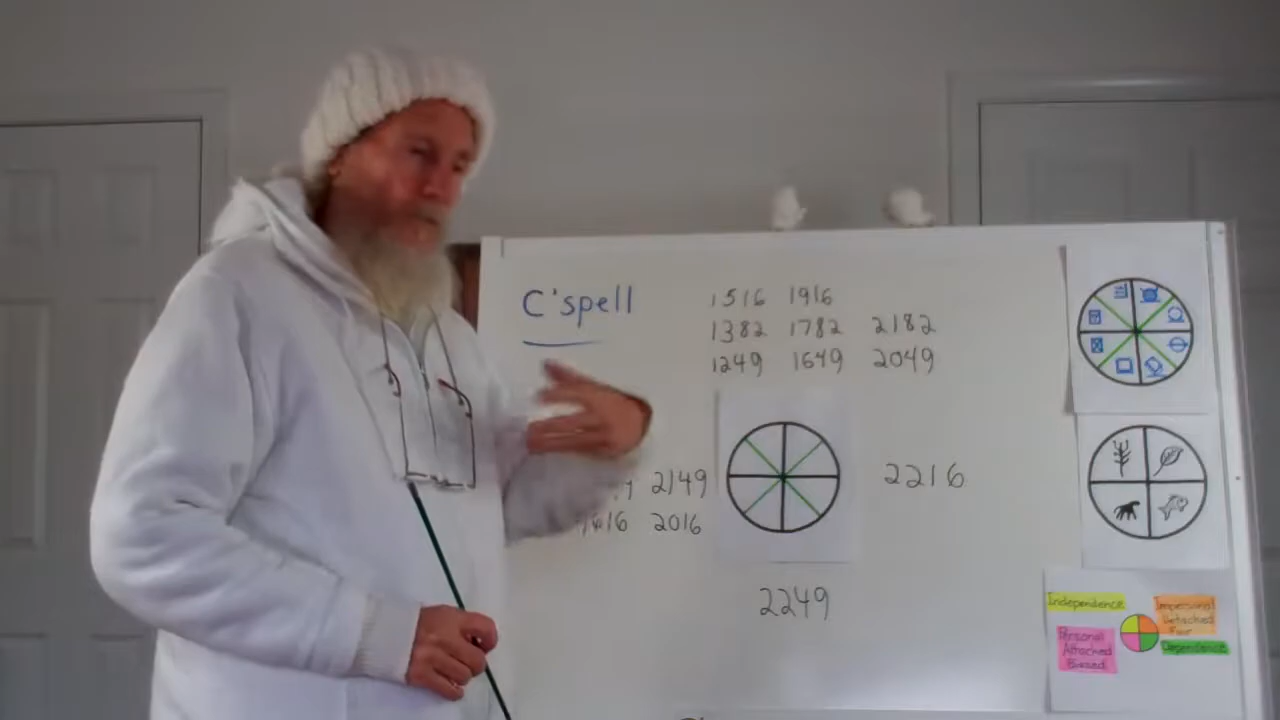 C'spell
1516 1916
1382 1782 2182
1249 1649 2049
2149
2016
2216
2249
Independence
Impersonal
Detached
Fair
Personal
Attached
Biased
Dependence